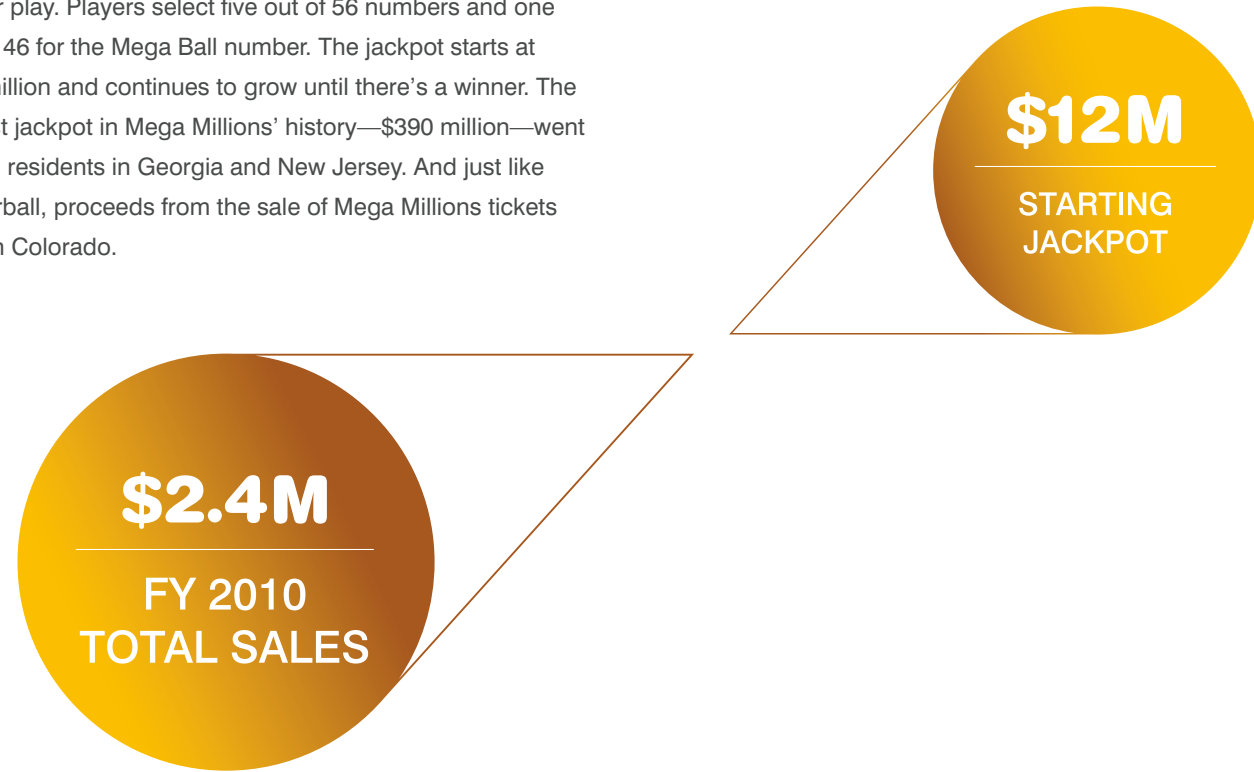 play. Players select five out of 56 numbers and one
46 for the Mega Ball number. The jackpot starts at
million and continues to grow until there’s a winner. The
jackpot in Mega Millions’ history—$390 million—went
residents in Georgia and New Jersey. And just like
rball, proceeds from the sale of Mega Millions tickets
Colorado.
$12M
STARTING
JACKPOT
$2.4M
FY 2010
TOTAL SALES